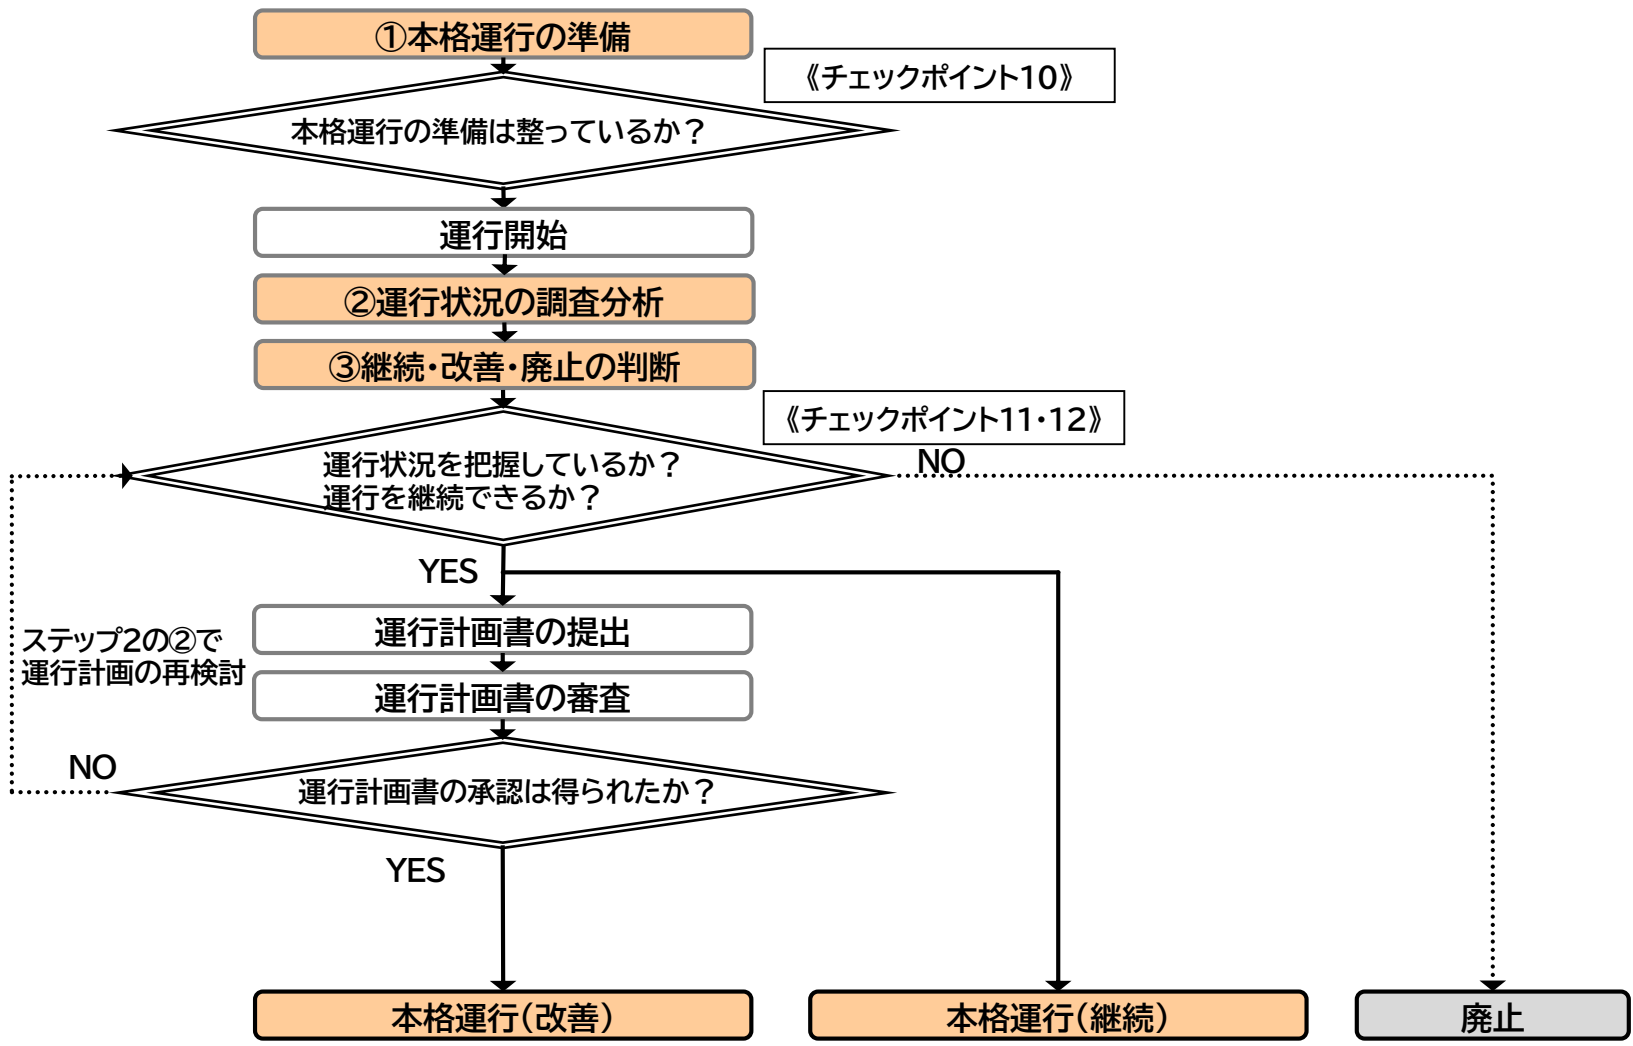 ①本格運行の準備
《チェックポイント10》
本格運行の準備は整っているか？
運行開始
②運行状況の調査分析
③継続・改善・廃止の判断
《チェックポイント11・12》
運行状況を把握しているか？
運行を継続できるか？
NO
YES
運行計画書の提出
ステップ2の②で
運行計画の再検討
運行計画書の審査
NO
運行計画書の承認は得られたか？
YES
本格運行（改善）
本格運行（継続）
廃止